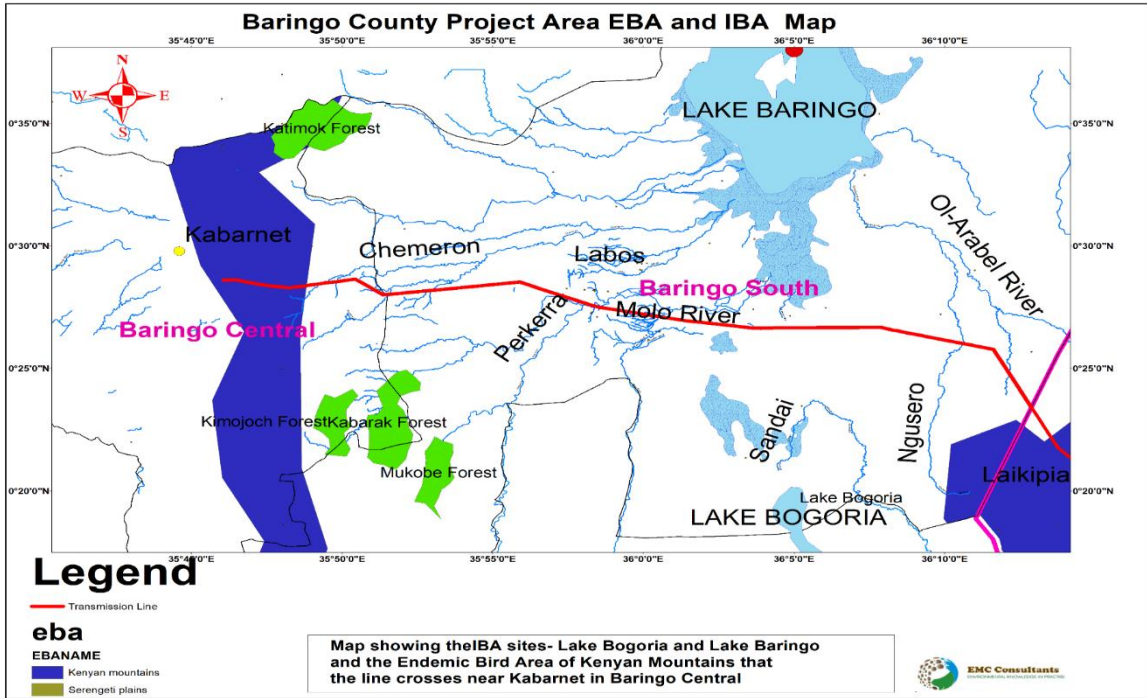 Baringo County Project Area EBA and IBA Map
35°45'0"E 35°50'0"E 35°55'0"E 36°0'0"E 36°5'0"E 36°10'0"E
N
W E
S
LAKE BARINGO
0°35'0"N 0°35'0"N
Katimok Forest
Kabarnet
Chemeron
Labos
Ol-Arabel River
0°30'0"N 0°30'0"N
Baringo South
Baringo Central
Perkerra
Molo River
0°25'0"N 0°25'0"N
Kimojoch Forest
Kabarak Forest
Mukobe Forest
Sandai
Ngusero
Laikipia
0°20'0"N 0°20'0"N
Lake Bogoria
LAKE BOGORIA
35°45'0"E 35°50'0"E 35°55'0"E 36°0'0"E 36°5'0"E 36°10'0"E
Legend
Transmission Line
eba
EBANAME
Kenyan mountains
Serengeti plains
Map showing theIBA sites- Lake Bogoria and Lake Baringo
and the Endemic Bird Area of Kenyan Mountains that
the line crosses near Kabarnet in Baringo Central
EMC Consultants
ENVIRONMENTAL KNOWLEDGE IN PRACTISE